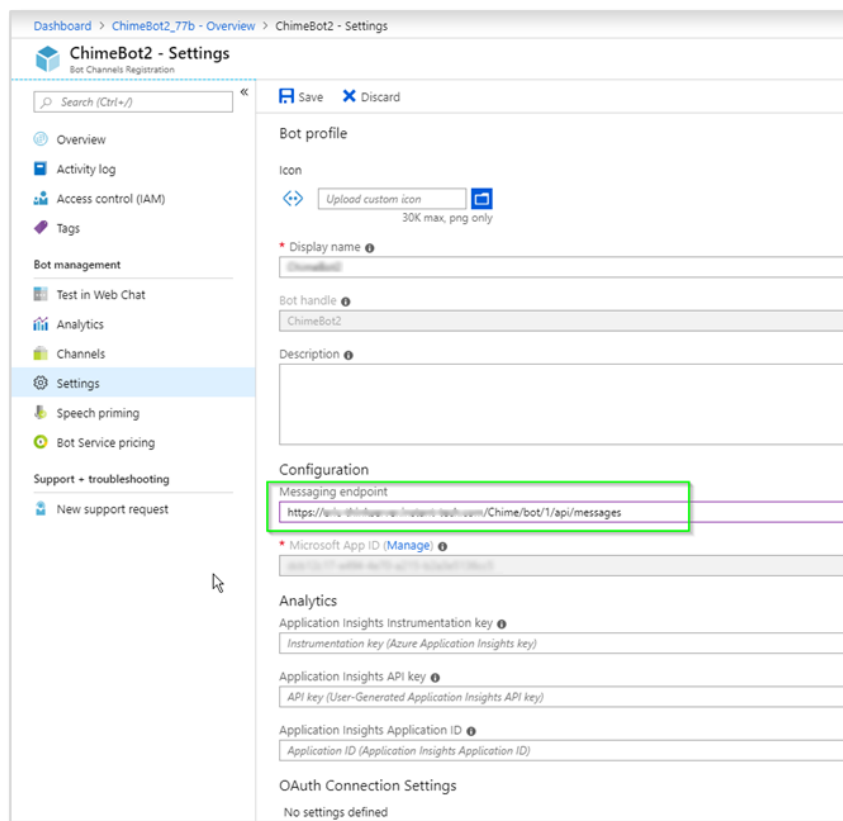 Dashboard > ChimeBot2_77b - Overview > ChimeBot2 - Settings
ChimeBot2 - Settings
Bot Channels Registration
Search (Ctrl+/)
«
Overview
Activity log
Access control (IAM)
Tags
Bot management
Test in Web Chat
Analytics
Channels
Settings
Speech priming
Bot Service pricing
Support + troubleshooting
New support request
Save Discard
Bot profile
Icon
Upload custom icon
30K max, png only
* Display name
Bot handle
ChimeBot2
Description
Configuration
Messaging endpoint
https:// /Chime/bot/1/api/messages
* Microsoft App ID (Manage)
Analytics
Application Insights Instrumentation key
Instrumentation key (Azure Application Insights key)
Application Insights API key
API key (User-Generated Application Insights API key)
Application Insights Application ID
Application ID (Application Insights Application ID)
OAuth Connection Settings
No settings defined